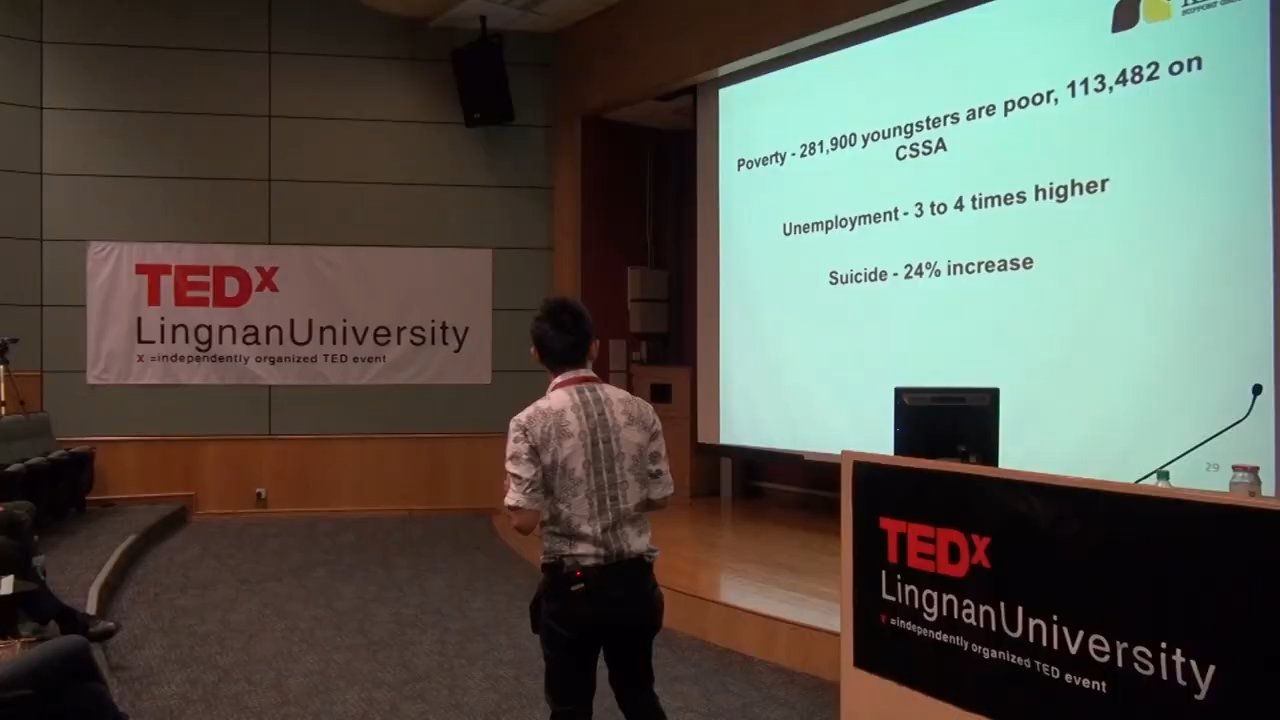 TEDx
LingnanUniversity
x =independently organized TED event
Poverty - 281,900 youngsters are poor, 113,482 on
CSSA
Unemployment - 3 to 4 times higher
Suicide - 24% increase
29
TEDx
LingnanUniversity
x =independently organized TED event